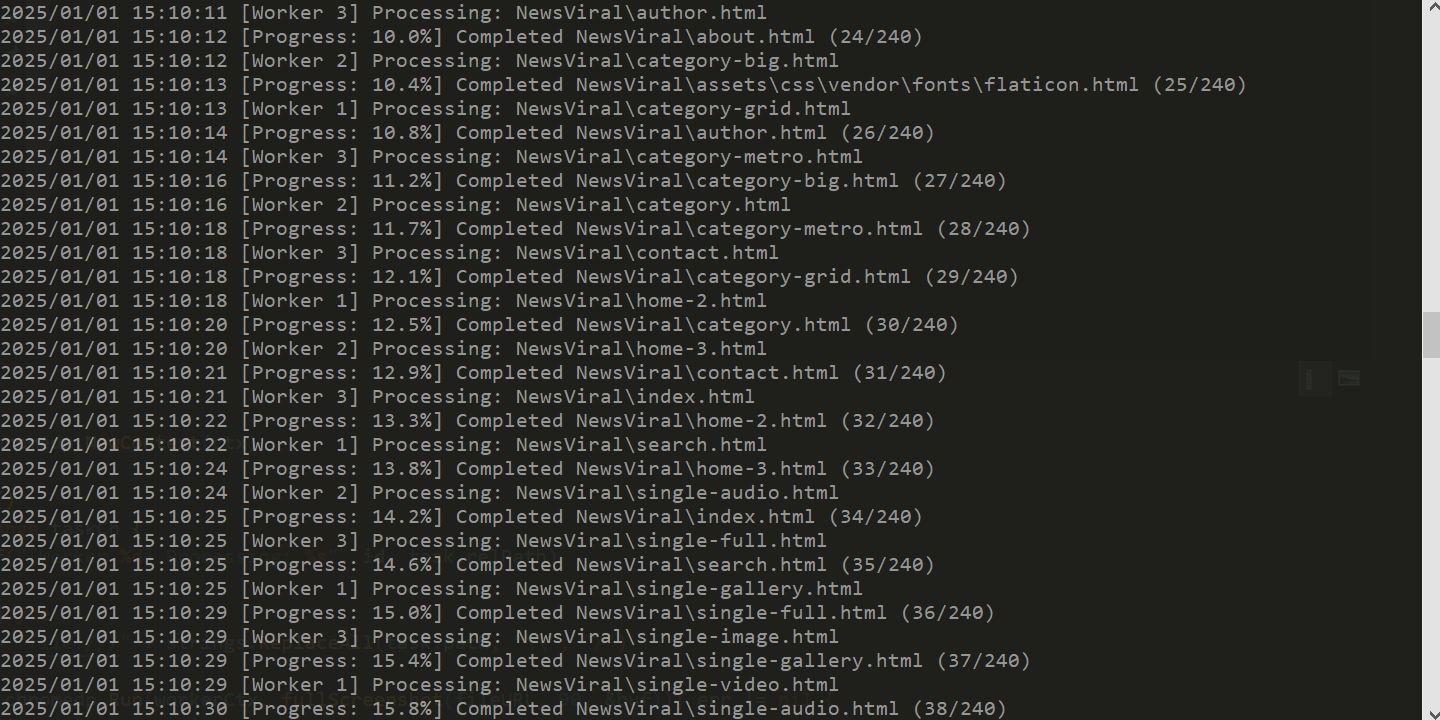 2025/01/01 15:10:11 [Worker 3] Processing: NewsViral\author.html
2025/01/01 15:10:12 [Progress: 10.0%] Completed NewsViral\about.html (24/240)
2025/01/01 15:10:12 [Worker 2] Processing: NewsViral\category-big.html
2025/01/01 15:10:13 [Progress: 10.4%] Completed NewsViral\assets\css\vendor\fonts\flaticon.html (25/240)
2025/01/01 15:10:13 [Worker 1] Processing: NewsViral\category-grid.html
2025/01/01 15:10:14 [Progress: 10.8%] Completed NewsViral\author.html (26/240)
2025/01/01 15:10:14 [Worker 3] Processing: NewsViral\category-metro.html
2025/01/01 15:10:16 [Progress: 11.2%] Completed NewsViral\category-big.html (27/240)
2025/01/01 15:10:16 [Worker 2] Processing: NewsViral\category.html
2025/01/01 15:10:18 [Progress: 11.7%] Completed NewsViral\category-metro.html (28/240)
2025/01/01 15:10:18 [Worker 3] Processing: NewsViral\contact.html
2025/01/01 15:10:18 [Progress: 12.1%] Completed NewsViral\category-grid.html (29/240)
2025/01/01 15:10:18 [Worker 1] Processing: NewsViral\home-2.html
2025/01/01 15:10:20 [Progress: 12.5%] Completed NewsViral\category.html (30/240)
2025/01/01 15:10:20 [Worker 2] Processing: NewsViral\home-3.html
2025/01/01 15:10:21 [Progress: 12.9%] Completed NewsViral\contact.html (31/240)
2025/01/01 15:10:21 [Worker 3] Processing: NewsViral\index.html
2025/01/01 15:10:22 [Progress: 13.3%] Completed NewsViral\home-2.html (32/240)
2025/01/01 15:10:22 [Worker 1] Processing: NewsViral\search.html
2025/01/01 15:10:24 [Progress: 13.8%] Completed NewsViral\home-3.html (33/240)
2025/01/01 15:10:24 [Worker 2] Processing: NewsViral\single-audio.html
2025/01/01 15:10:25 [Progress: 14.2%] Completed NewsViral\index.html (34/240)
2025/01/01 15:10:25 [Worker 3] Processing: NewsViral\single-full.html
2025/01/01 15:10:25 [Progress: 14.6%] Completed NewsViral\search.html (35/240)
2025/01/01 15:10:25 [Worker 1] Processing: NewsViral\single-gallery.html
2025/01/01 15:10:29 [Progress: 15.0%] Completed NewsViral\single-full.html (36/240)
2025/01/01 15:10:29 [Worker 3] Processing: NewsViral\single-image.html
2025/01/01 15:10:29 [Progress: 15.4%] Completed NewsViral\single-gallery.html (37/240)
2025/01/01 15:10:29 [Worker 1] Processing: NewsViral\single-video.html
2025/01/01 15:10:30 [Progress: 15.8%] Completed NewsViral\single-audio.html (38/240)